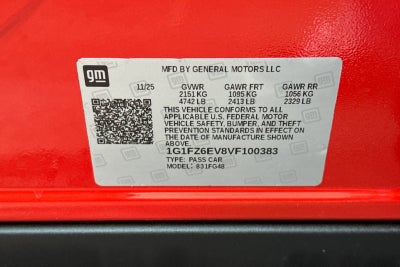 gm
MFD BY GENERAL MOTORS LLC
11/25 GVWR GAWR FRT GAWR RR
2151 KG 1095 KG 1056 KG
4742 LB 2413 LB 2329 LB
THIS VEHICLE CONFORMS TO ALL
APPLICABLE U.S. FEDERAL MOTOR
VEHICLE SAFETY, BUMPER, AND THEFT
PREVENTION STANDARDS IN EFFECT ON
THE DATE OF MANUFACTURE SHOWN
ABOVE.
1G1FZ6EV8VF100383
TYPE: PASS CAR
MODEL: 831FG48